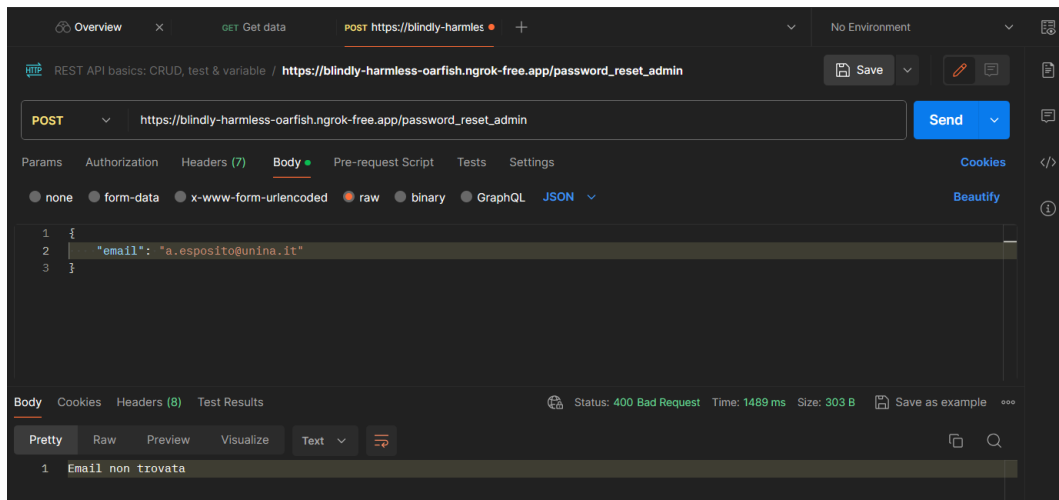 Overview × GET Get data POST https://blindly-harmles + No Environment
HTTP REST API basics: CRUD, test & variable / https://blindly-harmless-oarfish.ngrok-free.app/password_reset_admin Save
POST https://blindly-harmless-oarfish.ngrok-free.app/password_reset_admin Send
Params Authorization Headers (7) Body Pre-request Script Tests Settings Cookies
none form-data x-www-form-urlencoded raw binary GraphQL JSON Beautify
1 {
2 "email": "a.esposito@unina.it"
3 }
Body Cookies Headers (8) Test Results Status: 400 Bad Request Time: 1489 ms Size: 303 B Save as example
Pretty Raw Preview Visualize Text
1 Email non trovata